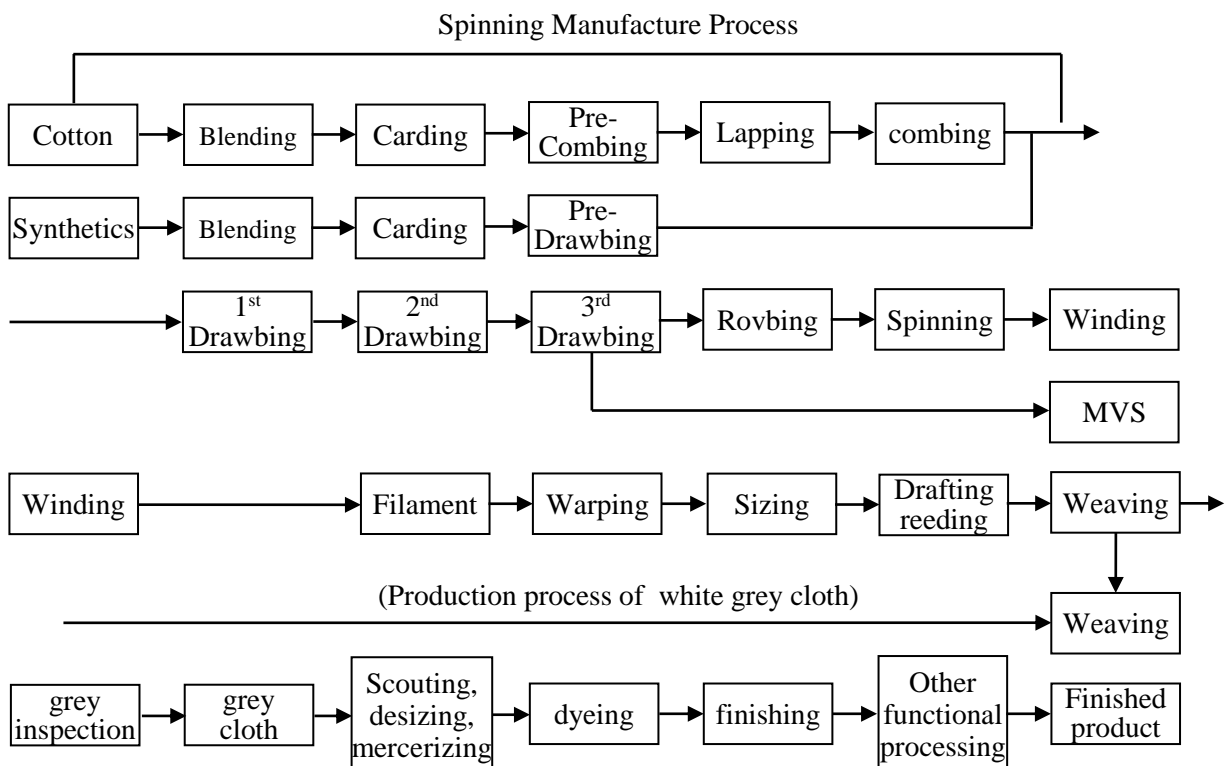 Spinning Manufacture Process
Cotton
Blending
Carding
Pre-
Combing
Lapping
combing
Synthetics
Blending
Carding
Pre-
Drawbing
1st
Drawbing
2nd
Drawbing
3rd
Drawbing
Rovbing
Spinning
Winding
MVS
Winding
Filament
Warping
Sizing
Drafting
reeding
Weaving
(Production process of white grey cloth)
Weaving
grey
inspection
grey
cloth
Scouting,
desizing,
mercerizing
dyeing
finishing
Other
functional
processing
Finished
product